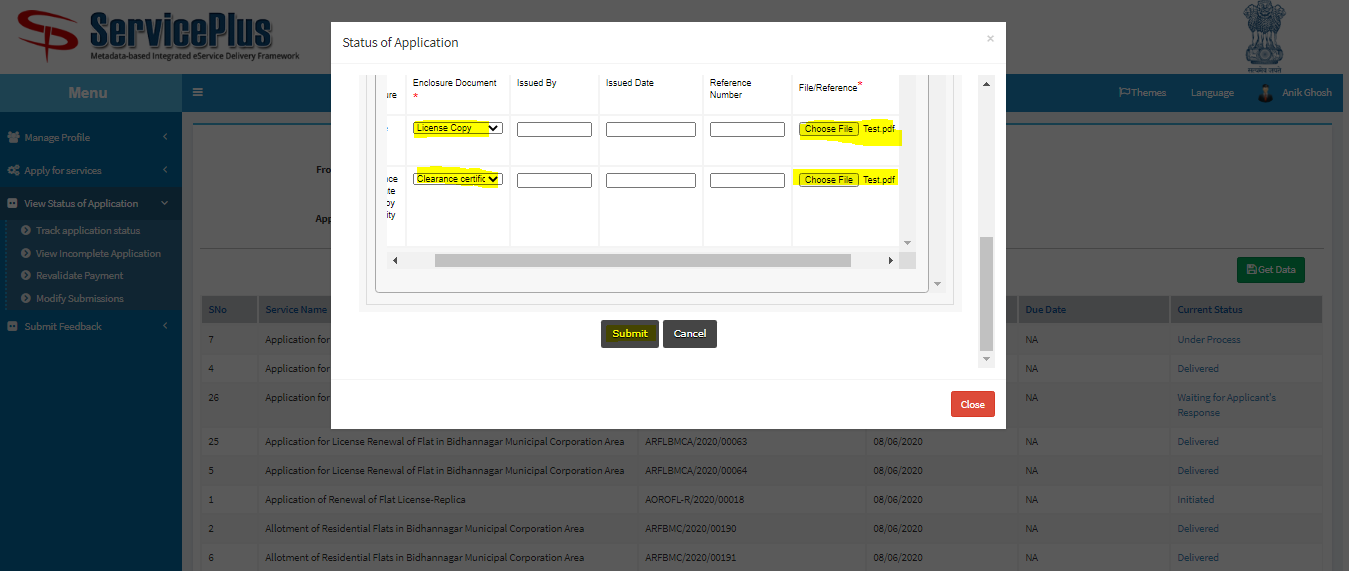 ServicePlus
Metadata-based Integrated eService Delivery Framework
सत्यमेव जयते
Menu
Themes
Language
Anik Ghosh
Manage Profile
Apply for services
View Status of Application
Track application status
View Incomplete Application
Revalidate Payment
Modify Submissions
Submit Feedback
Status of Application
×
ure
Enclosure Document *
Issued By
Issued Date
Reference Number
File/Reference*
License Copy
Choose File Test.pdf
Clearance certific
Choose File Test.pdf
Submit
Cancel
Close
Fro
App
Get Data
SNo Service Name Due Date Current Status
7 Application for NA Under Process
4 Application for NA Delivered
26 Application for NA Waiting for Applicant's
Response
25 Application for License Renewal of Flat in Bidhannagar Municipal Corporation Area ARFLBMCA/2020/00063 08/06/2020 NA Delivered
5 Application for License Renewal of Flat in Bidhannagar Municipal Corporation Area ARFLBMCA/2020/00064 08/06/2020 NA Delivered
1 Application of Renewal of Flat License-Replica AOROFL-R/2020/00018 08/06/2020 NA Initiated
2 Allotment of Residential Flats in Bidhannagar Municipal Corporation Area ARFBMC/2020/00190 08/06/2020 NA Delivered
6 Allotment of Residential Flats in Bidhannagar Municipal Corporation Area ARFBMC/2020/00191 08/06/2020 NA Delivered